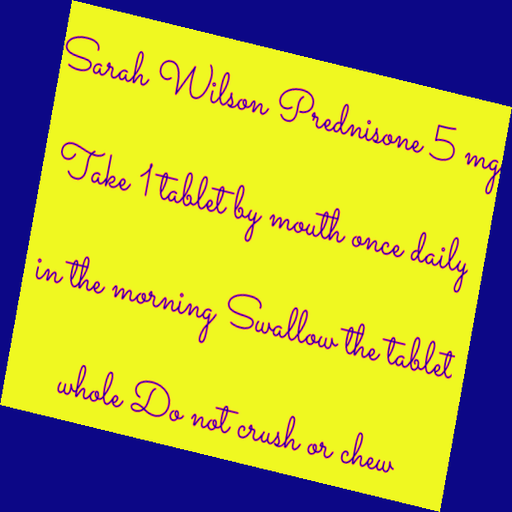 Sarah Wilson Prednisone 5 mg
Take 1 tablet by mouth once daily
in the morning Swallow the tablet
whole Do not crush or chew